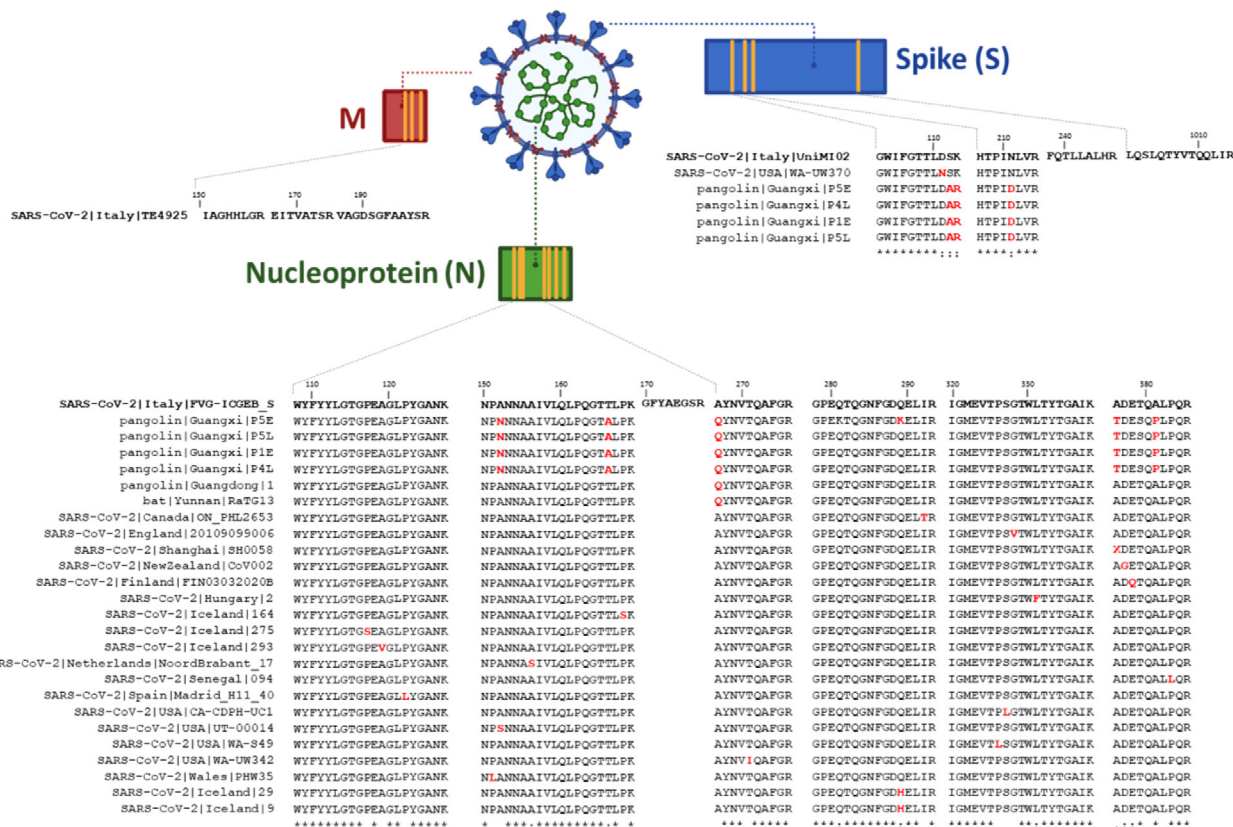 Spike (S)
M
110 210 240 1010
SARS-CoV-2|Italy|UniMI02 GWIFGTTLDSK HTPINLVR FQTLLALHR LQSLQTYVTQQLIR
SARS-CoV-2|USA|WA-UW370 GWIFGTTLNSK HTPINLVR
pangolin|Guangxi|P5E GWIFGTTLDAR HTPIDLVR
pangolin|Guangxi|P4L GWIFGTTLDAR HTPIDLVR
pangolin|Guangxi|P1E GWIFGTTLDAR HTPIDLVR
pangolin|Guangxi|P5L GWIFGTTLDAR HTPIDLVR
********::: ****:***
150 170 190
SARS-CoV-2|Italy|TE4925 IAGHHLGR EITVATSR VAGDSGFAAYSR
Nucleoprotein (N)
110 120 150 160 170 270 280 290 320 330 380
SARS-CoV-2|Italy|FVG-ICGEB_S WYFYYLGTGPEAGLPYGANK NPANNAAIVLQLPQGTTLPK GFYAEGSR AYNVTQAFGR GPEQTQGNFGDQELIR IGMEVTPSGTWLTYTGAIK ADETQALPQR
pangolin|Guangxi|P5E WYFYYLGTGPEAGLPYGANK NPNNNAAIVLQLPQGTALPK QYNVTQAFGR GPEKTQGNFGDKELIR IGMEVTPSGTWLTYTGAIK TDESQPLPQR
pangolin|Guangxi|P5L WYFYYLGTGPEAGLPYGANK NPNNNAAIVLQLPQGTALPK QYNVTQAFGR GPEQTQGNFGDQELIR IGMEVTPSGTWLTYTGAIK TDESQPLPQR
pangolin|Guangxi|P1E WYFYYLGTGPEAGLPYGANK NPNNNAAIVLQLPQGTALPK QYNVTQAFGR GPEQTQGNFGDQELIR IGMEVTPSGTWLTYTGAIK TDESQPLPQR
pangolin|Guangxi|P4L WYFYYLGTGPEAGLPYGANK NPNNNAAIVLQLPQGTALPK QYNVTQAFGR GPEQTQGNFGDQELIR IGMEVTPSGTWLTYTGAIK TDESQPLPQR
pangolin|Guangdong|1 WYFYYLGTGPEAGLPYGANK NPANNAAIVLQLPQGTTLPK QYNVTQAFGR GPEQTQGNFGDQELIR IGMEVTPSGTWLTYTGAIK ADETQALPQR
bat|Yunnan|RaTG13 WYFYYLGTGPEAGLPYGANK NPANNAAIVLQLPQGTTLPK QYNVTQAFGR GPEQTQGNFGDQELIR IGMEVTPSGTWLTYTGAIK ADETQALPQR
SARS-CoV-2|Canada|ON_PHL2653 WYFYYLGTGPEAGLPYGANK NPANNAAIVLQLPQGTTLPK AYNVTQAFGR GPEQTQGNFGDQELTR IGMEVTPSGTWLTYTGAIK ADETQALPQR
SARS-CoV-2|England|20109099006 WYFYYLGTGPEAGLPYGANK NPANNAAIVLQLPQGTTLPK AYNVTQAFGR GPEQTQGNFGDQELIR IGMEVTPSVTWLTYTGAIK ADETQALPQR
SARS-CoV-2|Shanghai|SH0058 WYFYYLGTGPEAGLPYGANK NPANNAAIVLQLPQGTTLPK AYNVTQAFGR GPEQTQGNFGDQELIR IGMEVTPSGTWLTYTGAIK XDETQALPQR
SARS-CoV-2|NewZealand|CoV002 WYFYYLGTGPEAGLPYGANK NPANNAAIVLQLPQGTTLPK AYNVTQAFGR GPEQTQGNFGDQELIR IGMEVTPSGTWLTYTGAIK AGETQALPQR
SARS-CoV-2|Finland|FIN03032020B WYFYYLGTGPEAGLPYGANK NPANNAAIVLQLPQGTTLPK AYNVTQAFGR GPEQTQGNFGDQELIR IGMEVTPSGTWLTYTGAIK ADQTQALPQR
SARS-CoV-2|Hungary|2 WYFYYLGTGPEAGLPYGANK NPANNAAIVLQLPQGTTLPK AYNVTQAFGR GPEQTQGNFGDQELIR IGMEVTPSGTWFTYTGAIK ADETQALPQR
SARS-CoV-2|Iceland|164 WYFYYLGTGPEAGLPYGANK NPANNAAIVLQLPQGTTLSK AYNVTQAFGR GPEQTQGNFGDQELIR IGMEVTPSGTWLTYTGAIK ADETQALPQR
SARS-CoV-2|Iceland|275 WYFYYLGTGSEAGLPYGANK NPANNAAIVLQLPQGTTLPK AYNVTQAFGR GPEQTQGNFGDQELIR IGMEVTPSGTWLTYTGAIK ADETQALPQR
SARS-CoV-2|Iceland|293 WYFYYLGTGPEVGLPYGANK NPANNAAIVLQLPQGTTLPK AYNVTQAFGR GPEQTQGNFGDQELIR IGMEVTPSGTWLTYTGAIK ADETQALPQR
RS-CoV-2|Netherlands|NoordBrabant_17 WYFYYLGTGPEAGLPYGANK NPANNASIVLQLPQGTTLPK AYNVTQAFGR GPEQTQGNFGDQELIR IGMEVTPSGTWLTYTGAIK ADETQALPQR
SARS-CoV-2|Senegal|094 WYFYYLGTGPEAGLPYGANK NPANNAAIVLQLPQGTTLPK AYNVTQAFGR GPEQTQGNFGDQELIR IGMEVTPSGTWLTYTGAIK ADETQALLQR
SARS-CoV-2|Spain|Madrid_H11_40 WYFYYLGTGPEAGLLYGANK NPANNAAIVLQLPQGTTLPK AYNVTQAFGR GPEQTQGNFGDQELIR IGMEVTPSGTWLTYTGAIK ADETQALPQR
SARS-CoV-2|USA|CA-CDPH-UC1 WYFYYLGTGPEAGLPYGANK NPANNAAIVLQLPQGTTLPK AYNVTQAFGR GPEQTQGNFGDQELIR IGMEVTPLGTWLTYTGAIK ADETQALPQR
SARS-CoV-2|USA|UT-00014 WYFYYLGTGPEAGLPYGANK NPSNNAAIVLQLPQGTTLPK AYNVTQAFGR GPEQTQGNFGDQELIR IGMEVTPSGTWLTYTGAIK ADETQALPQR
SARS-CoV-2|USA|WA-S49 WYFYYLGTGPEAGLPYGANK NPANNAAIVLQLPQGTTLPK AYNVTQAFGR GPEQTQGNFGDQELIR IGMEVTLSGTWLTYTGAIK ADETQALPQR
SARS-CoV-2|USA|WA-UW342 WYFYYLGTGPEAGLPYGANK NPANNAAIVLQLPQGTTLPK AYNVIQAFGR GPEQTQGNFGDQELIR IGMEVTPSGTWLTYTGAIK ADETQALPQR
SARS-CoV-2|Wales|PHW35 WYFYYLGTGPEAGLPYGANK NLANNAAIVLQLPQGTTLPK AYNVTQAFGR GPEQTQGNFGDQELIR IGMEVTPSGTWLTYTGAIK ADETQALPQR
SARS-CoV-2|Iceland|29 WYFYYLGTGPEAGLPYGANK NPANNAAIVLQLPQGTTLPK AYNVTQAFGR GPEQTQGNFGDHELIR IGMEVTPSGTWLTYTGAIK ADETQALPQR
SARS-CoV-2|Iceland|9 WYFYYLGTGPEAGLPYGANK NPANNAAIVLQLPQGTTLPK AYNVTQAFGR GPEQTQGNFGDHELIR IGMEVTPSGTWLTYTGAIK ADETQALPQR